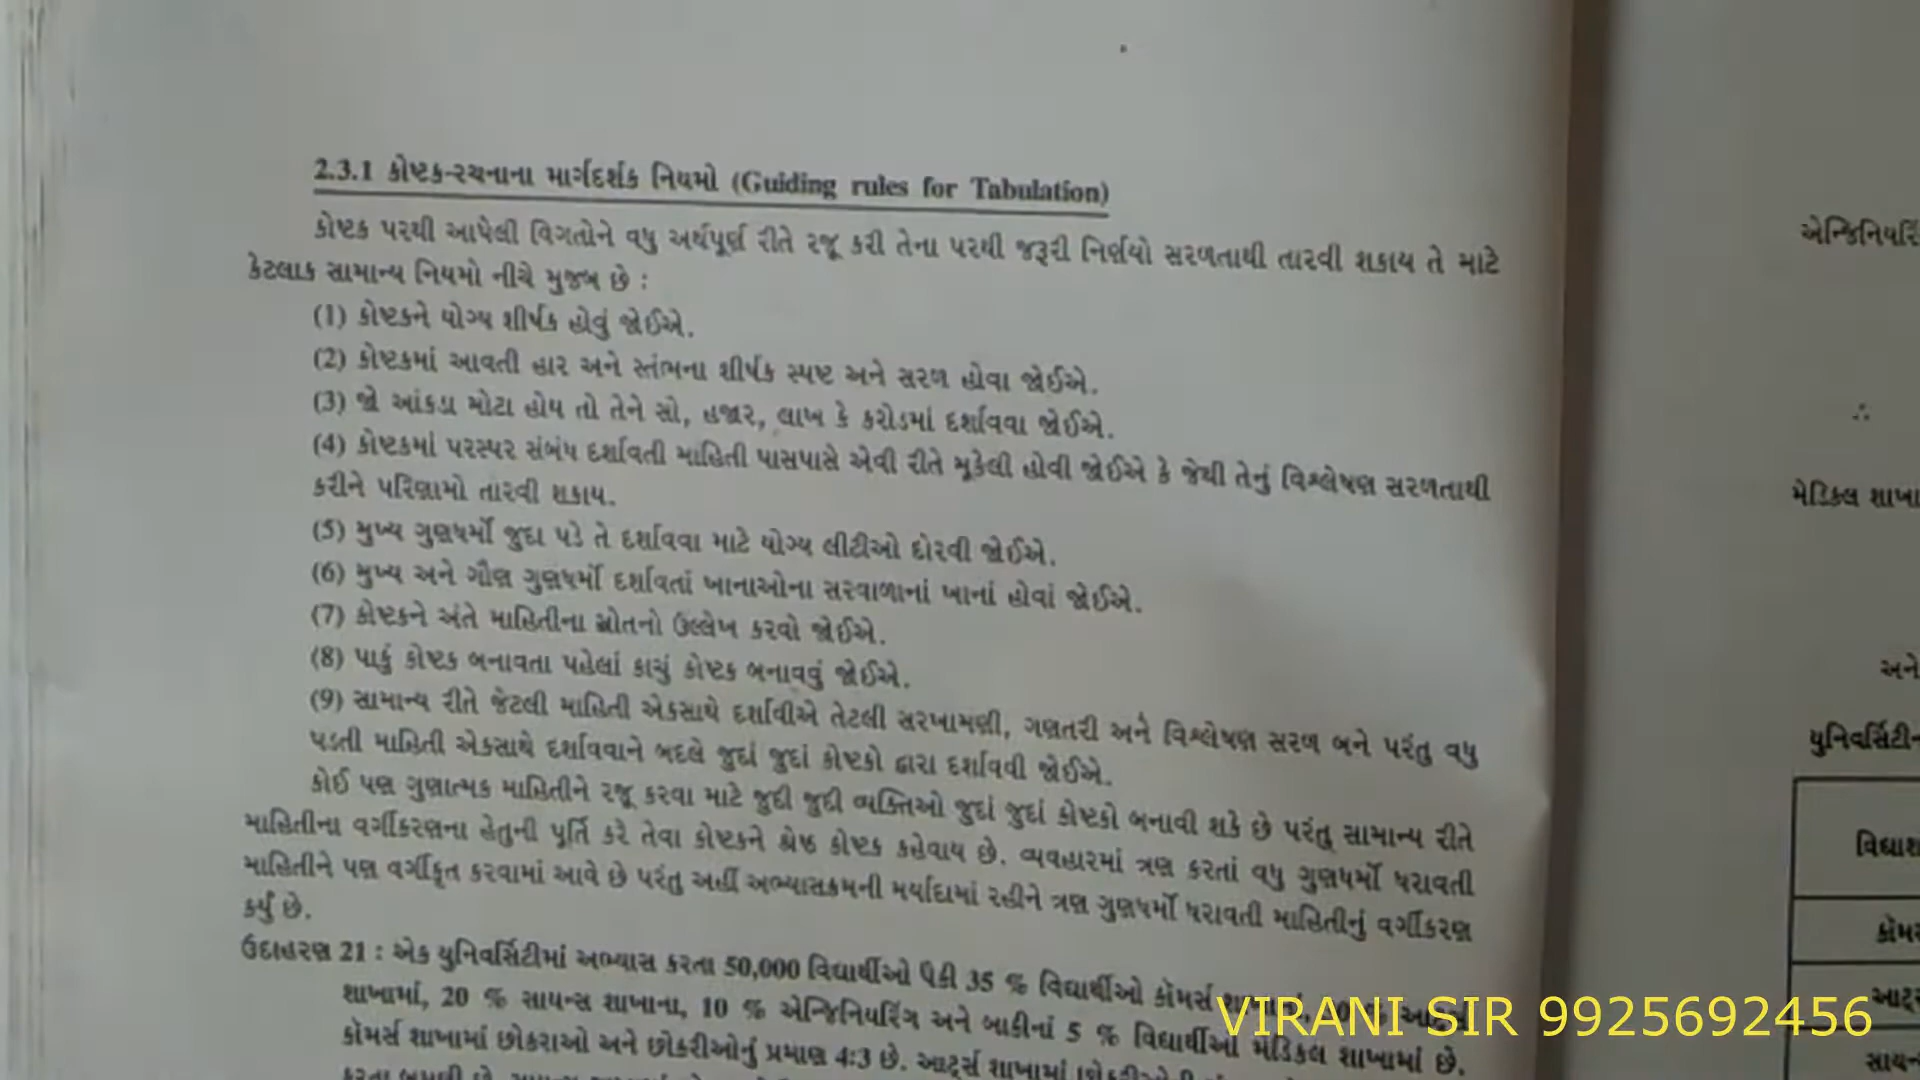 2.3.1 કોષ્ટક-રચનાના માર્ગદર્શક નિયમો (Guiding rules for Tabulation)
કોષ્ટક પરથી આપેલી વિગતોને વધુ અર્થપૂર્ણ રીતે રજૂ કરી તેના પરથી જરૂરી નિર્ણયો સરળતાથી તારવી શકાય તે માટે
કેટલાક સામાન્ય નિયમો નીચે મુજબ છે :
(1) કોષ્ટકને યોગ્ય શીર્ષક હોવું જોઈએ.
(2) કોષ્ટકમાં આવતી હાર અને સ્તંભના શીર્ષક સ્પષ્ટ અને સરળ હોવા જોઈએ.
(3) જો આંકડા મોટા હોય તો તેને સો, હજાર, લાખ કે કરોડમાં દર્શાવવા જોઈએ.
(4) કોષ્ટકમાં પરસ્પર સંબંધ દર્શાવતી માહિતી પાસપાસે એવી રીતે મૂકેલી હોવી જોઈએ કે જેથી તેનું વિશ્લેષણ સરળતાથી
કરીને પરિણામો તારવી શકાય.
(5) મુખ્ય ગુણધર્મો જુદા પડે તે દર્શાવવા માટે યોગ્ય લીટીઓ દોરવી જોઈએ.
(6) મુખ્ય અને ગૌણ ગુણધર્મો દર્શાવતાં ખાનાઓના સરવાળાનાં ખાનાં હોવાં જોઈએ.
(7) કોષ્ટકને અંતે માહિતીના સ્રોતનો ઉલ્લેખ કરવો જોઈએ.
(8) પાકું કોષ્ટક બનાવતા પહેલાં કાચું કોષ્ટક બનાવવું જોઈએ.
(9) સામાન્ય રીતે જેટલી માહિતી એકસાથે દર્શાવીએ તેટલી સરખામણી, ગણતરી અને વિશ્લેષણ સરળ બને પરંતુ વધુ
પડતી માહિતી એકસાથે દર્શાવવાને બદલે જુદાં જુદાં કોષ્ટકો દ્વારા દર્શાવવી જોઈએ.
કોઈ પણ ગુણાત્મક માહિતીને રજૂ કરવા માટે જુદી જુદી વ્યક્તિઓ જુદાં જુદાં કોષ્ટકો બનાવી શકે છે પરંતુ સામાન્ય રીતે
માહિતીના વર્ગીકરણના હેતુની પૂર્તિ કરે તેવા કોષ્ટકને શ્રેષ્ઠ કોષ્ટક કહેવાય છે. વ્યવહારમાં ત્રણ કરતાં વધુ ગુણધર્મો ધરાવતી
માહિતીને પણ વર્ગીકૃત કરવામાં આવે છે પરંતુ અહીં અભ્યાસક્રમની મર્યાદામાં રહીને ત્રણ ગુણધર્મો ધરાવતી માહિતીનું વર્ગીકરણ
કર્યું છે.
ઉદાહરણ 21 : એક યુનિવર્સિટીમાં અભ્યાસ કરતા 50,000 વિદ્યાર્થીઓ પૈકી 35 % વિદ્યાર્થીઓ કૉમર્સ
શાખામાં, 20 % સાયન્સ શાખાના, 10 % એન્જિનિયરિંગ અને બાકીનાં 5 % વિદ્યાર્થીઓ મેડિકલ શાખામાં છે.
કૉમર્સ શાખામાં છોકરાઓ અને છોકરીઓનું પ્રમાણ 4:3 છે. આર્ટ્સ શાખામાં
મેડિકલ શાખા
અને
VIRANI SIR 9925692456